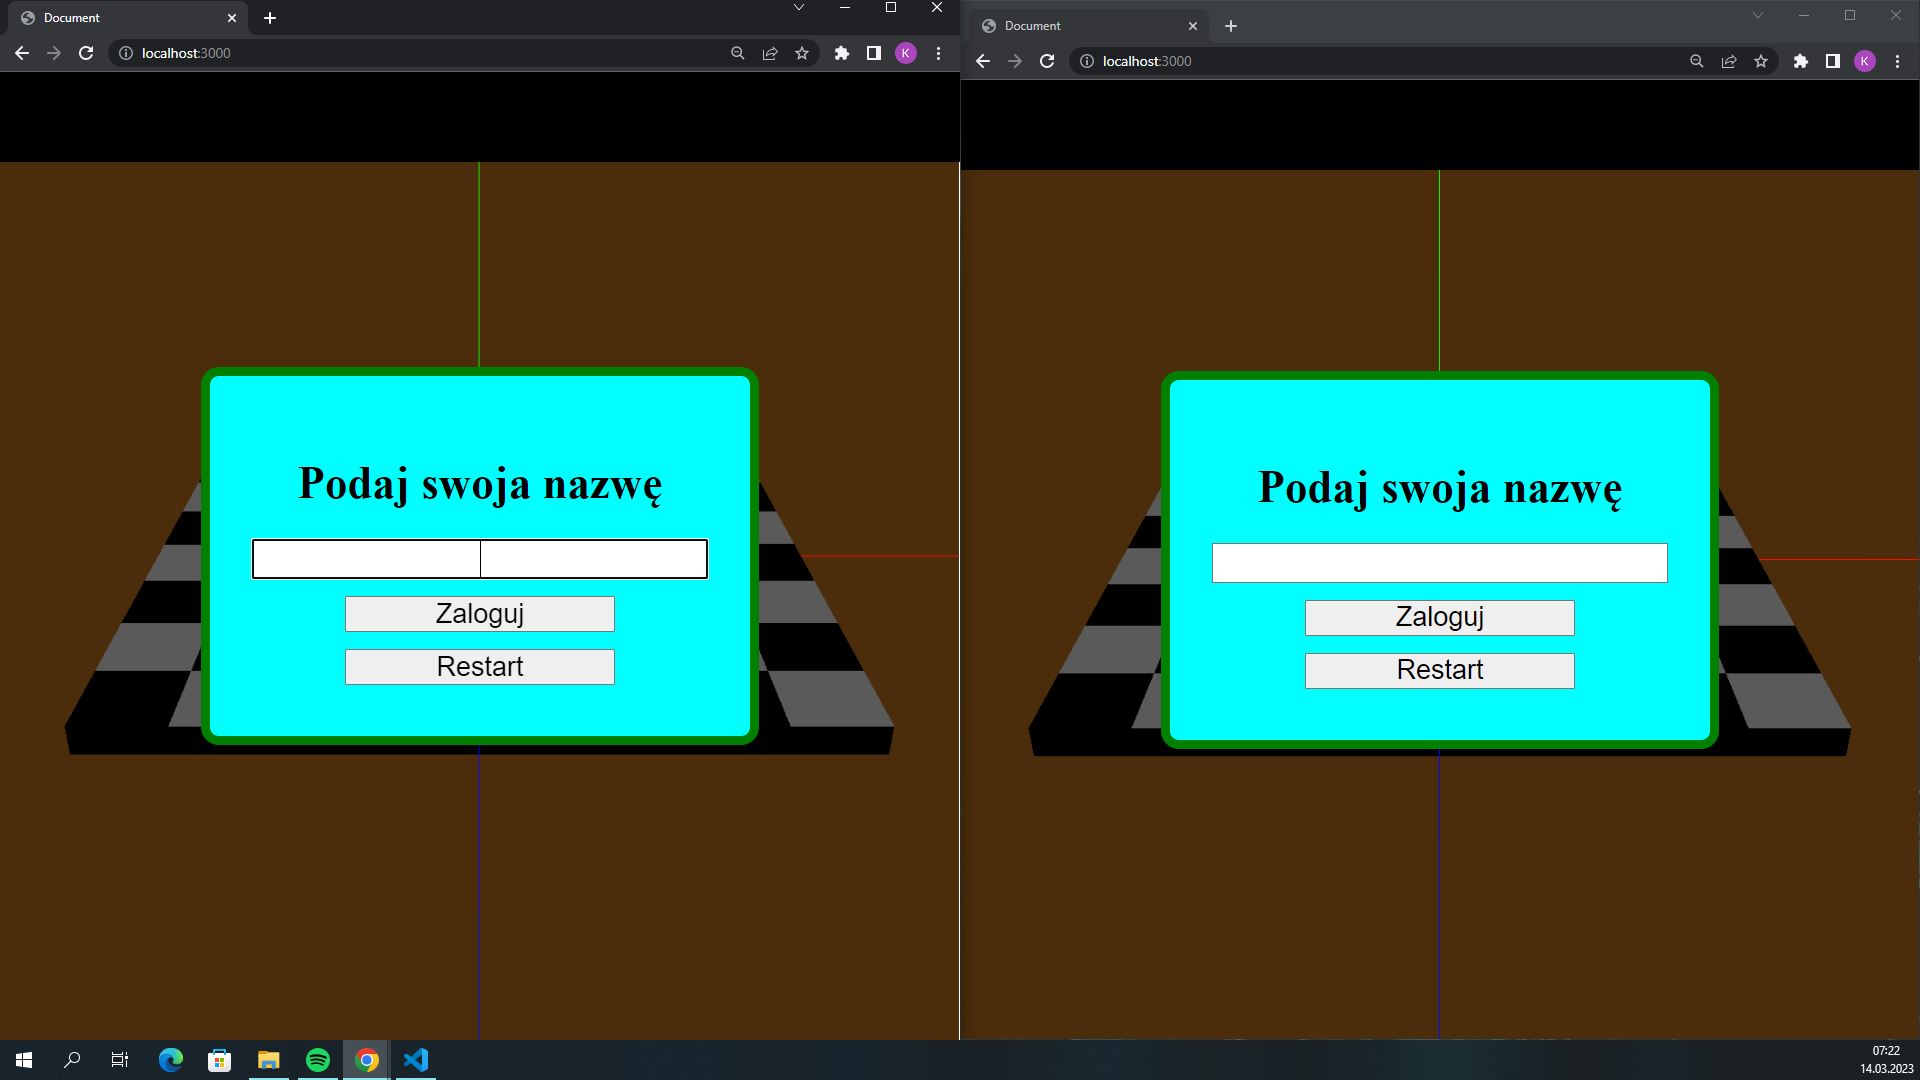 Document
localhost:3000
K
Podaj swoja nazwę
Zaloguj
Restart
Document
localhost:3000
K
Podaj swoja nazwę
Zaloguj
Restart
07:22
14.03.2023